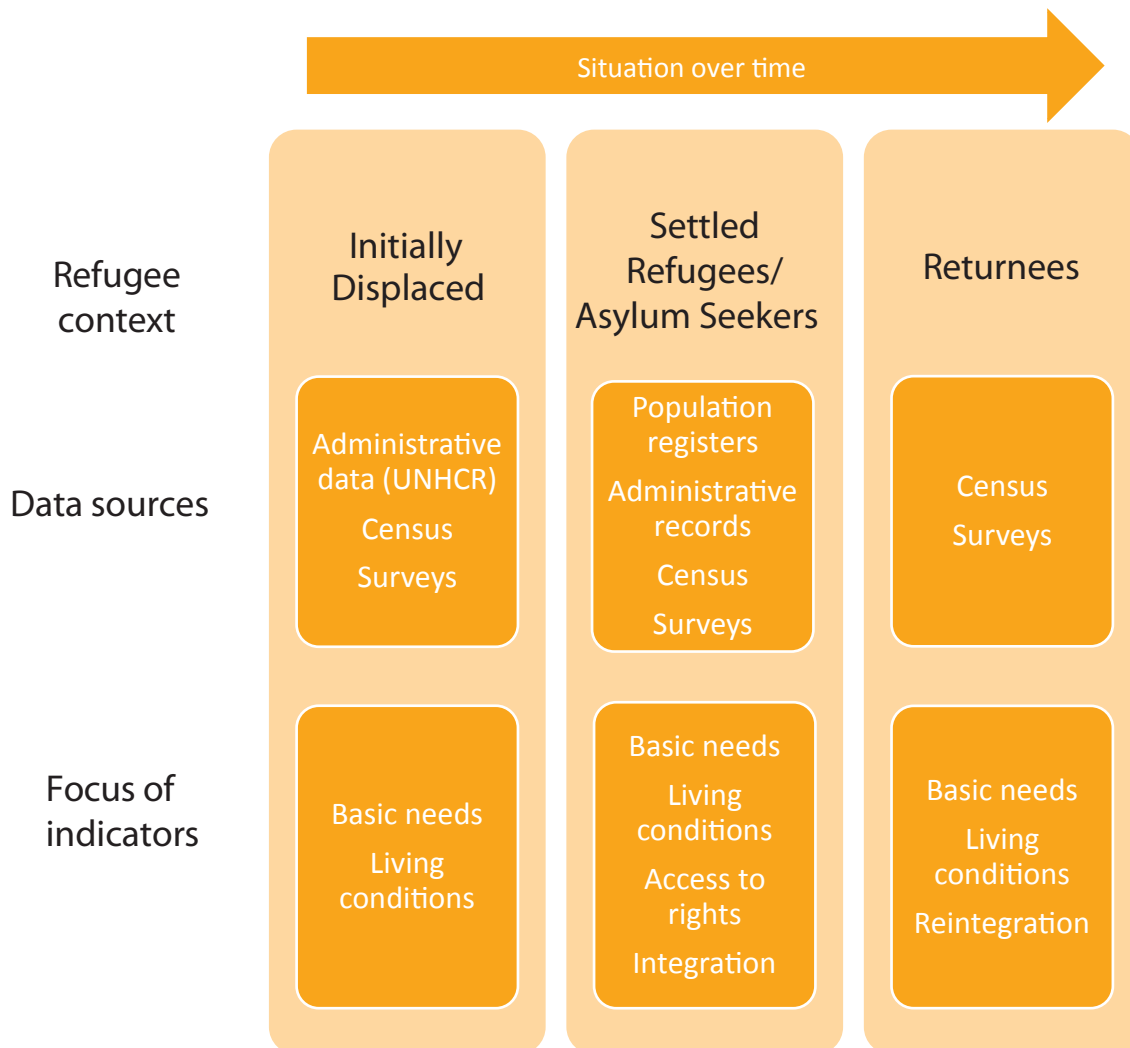 Situation over time
Refugee
context
Initially
Displaced
Settled
Refugees/
Asylum Seekers
Returnees
Data sources
Administrative
data (UNHCR)
Census
Surveys
Population
registers
Administrative
records
Census
Surveys
Census
Surveys
Focus of
indicators
Basic needs
Living
conditions
Basic needs
Living
conditions
Access to
rights
Integration
Basic needs
Living
conditions
Reintegration